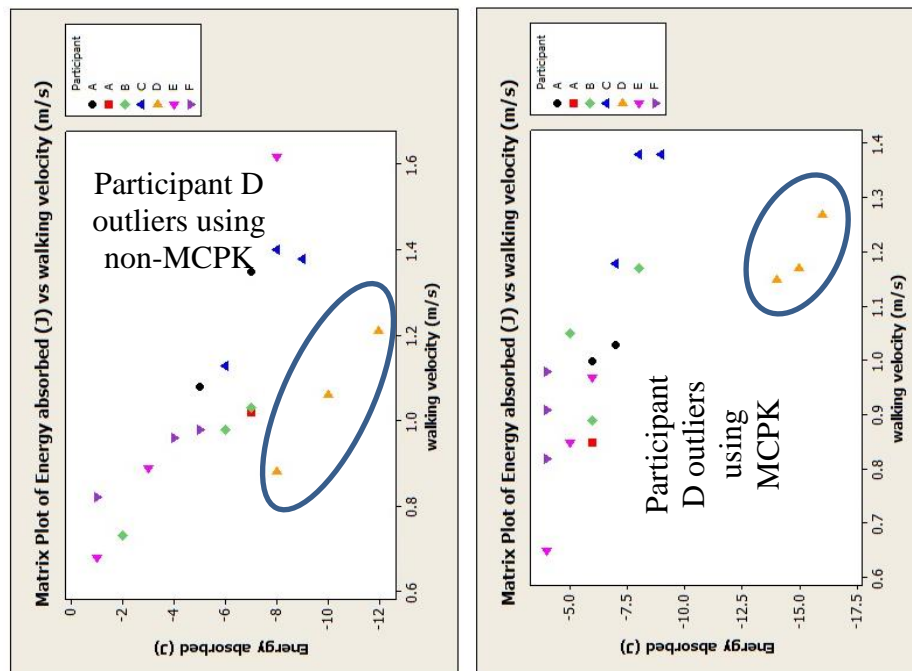 Matrix Plot of Energy absorbed (J) vs walking velocity (m/s)
Participant
A
A
B
C
D
E
F
Participant D
outliers using
non-MCPK
0
-2
-4
-6
-8
-10
-12
Energy absorbed (J)
0.6
0.8
1.0
1.2
1.4
1.6
walking velocity (m/s)
Matrix Plot of Energy absorbed (J) vs walking velocity (m/s)
Participant
A
A
B
C
D
E
F
Participant
D outliers
using
MCPK
-5.0
-7.5
-10.0
-12.5
-15.0
-17.5
Energy absorbed (J)
0.6
0.7
0.8
0.9
1.0
1.1
1.2
1.3
1.4
walking velocity (m/s)